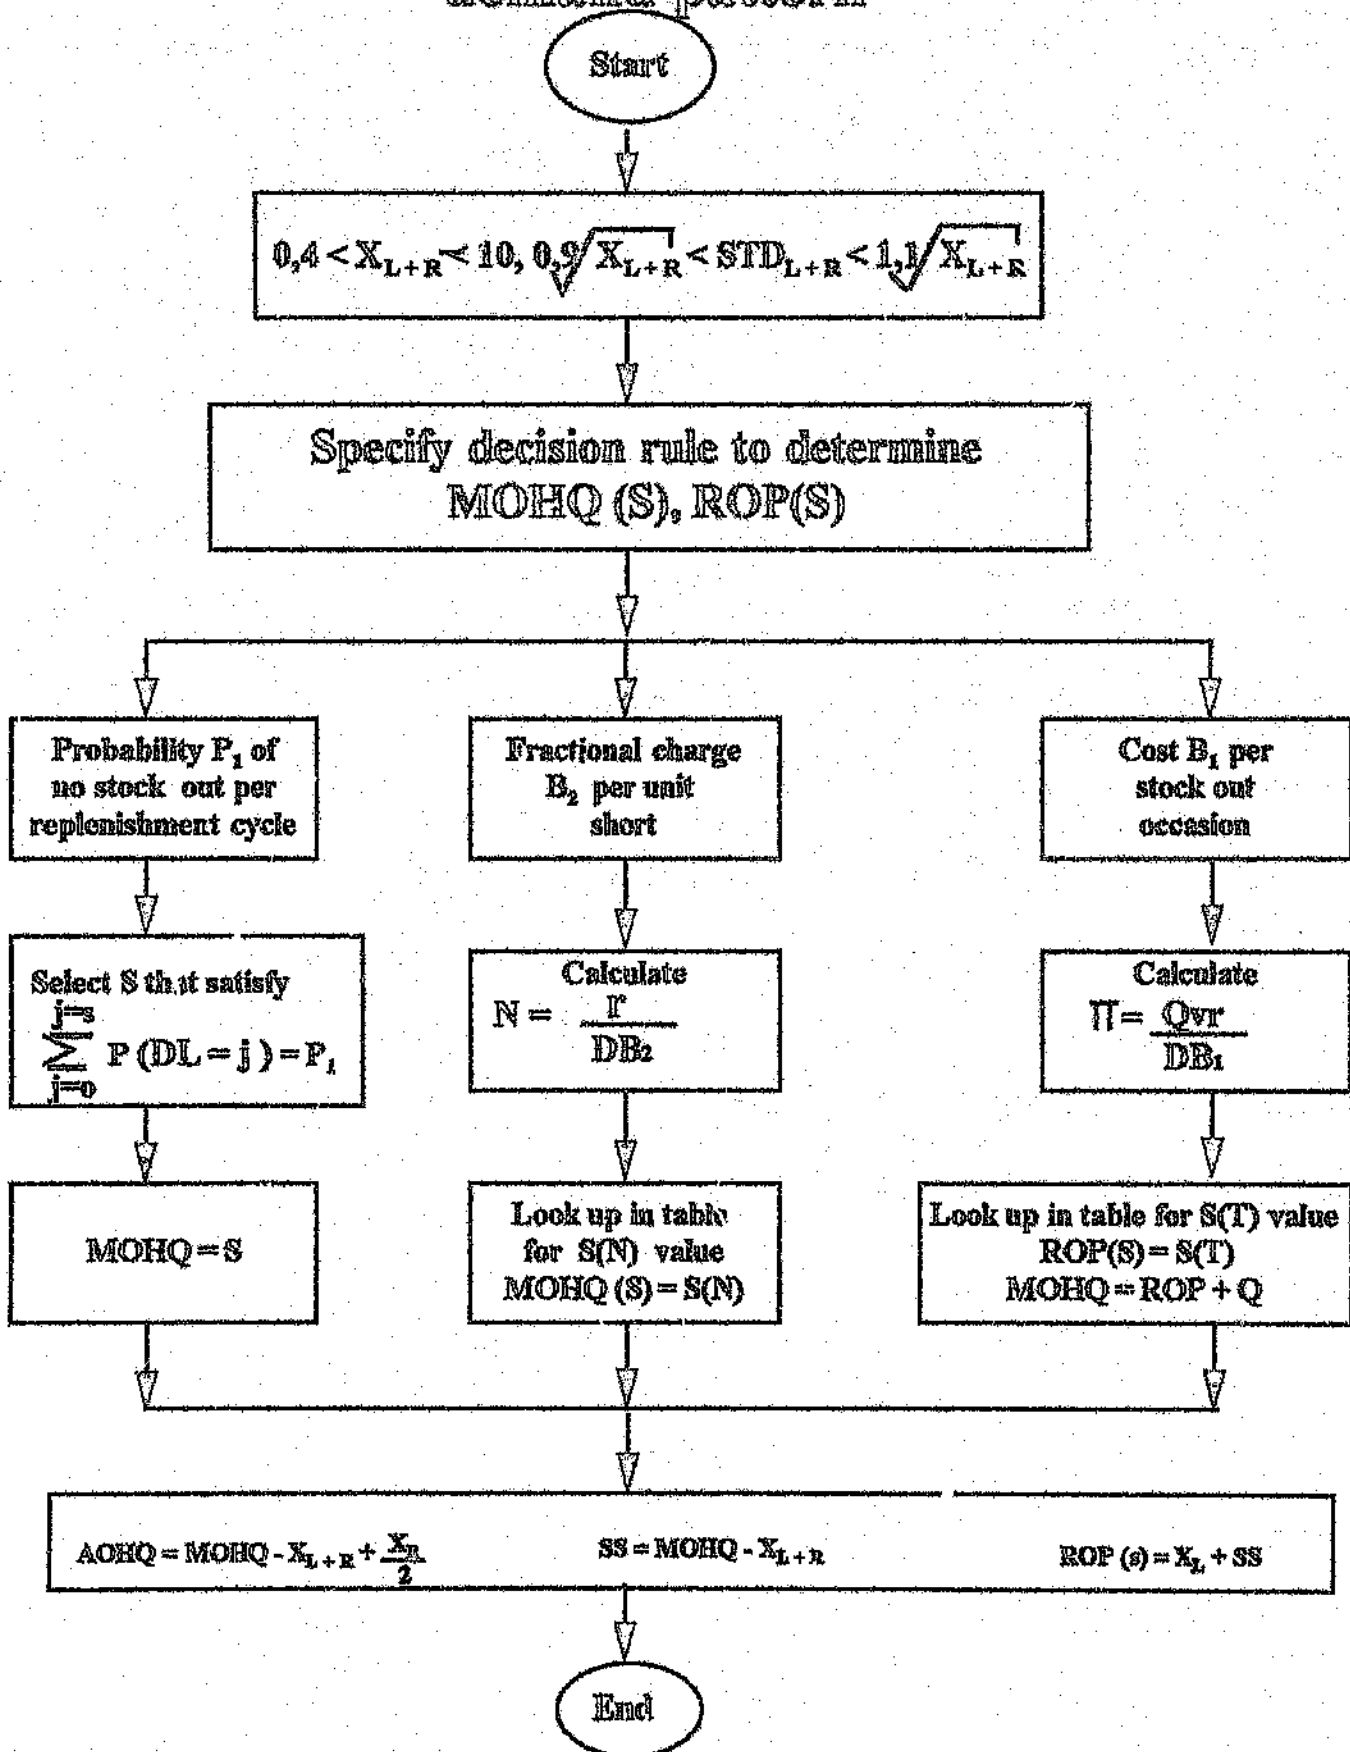 Start
0,4 < X_{L+R} < 10, 0,9√X_{L+R} < STD_{L+R} < 1,1√X_{L+R}
Specify decision rule to determine
MOHQ (S), ROP(S)
Probability P₁ of
no stock out per
replenishment cycle
Fractional charge
B₂ per unit
short
Cost B₁ per
stock out
occasion
Select S that satisfy
j=s
∑ P (DL = j ) = P₁
j=o
Calculate
N = r
DB₂
Calculate
∏ = Qvr
DB₁
MOHQ = S
Look up in table
for S(N) value
MOHQ (S) = S(N)
Look up in table for S(T) value
ROP(S) = S(T)
MOHQ = ROP + Q
AOHQ = MOHQ - X_{L+R} + X_R
2
SS = MOHQ - X_{L+R}
ROP (s) = X_L + SS
End